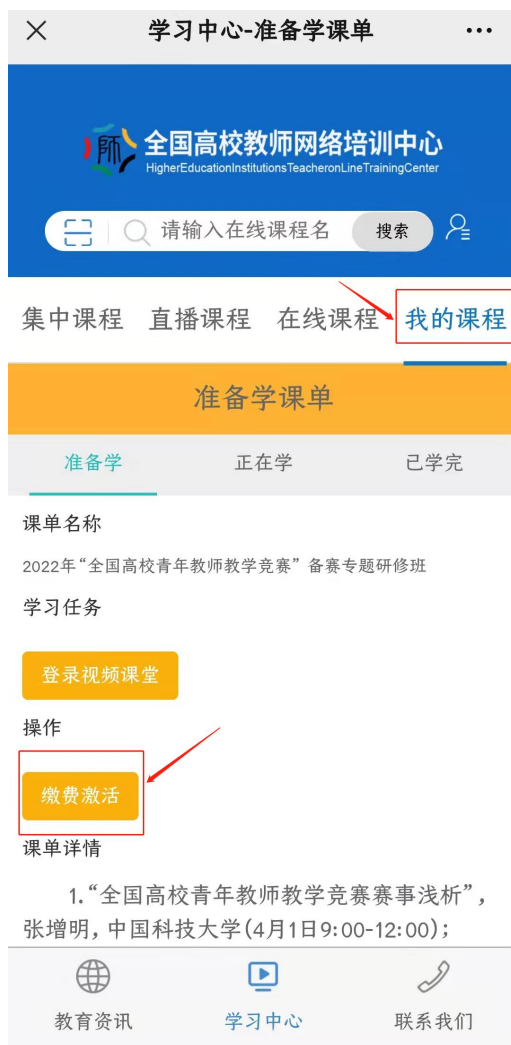 学习中心-准备学课单
师
全国高校教师网络培训中心
HigherEducationInstitutionsTeacheronLineTrainingCenter
请输入在线课程名
搜索
集中课程 直播课程 在线课程 我的课程
准备学课单
准备学 正在学 已学完
课单名称
2022年“全国高校青年教师教学竞赛”备赛专题研修班
学习任务
登录视频课堂
操作
缴费激活
课单详情
1.“全国高校青年教师教学竞赛赛事浅析”，
张增明，中国科技大学(4月1日9:00-12:00)；
教育资讯 学习中心 联系我们